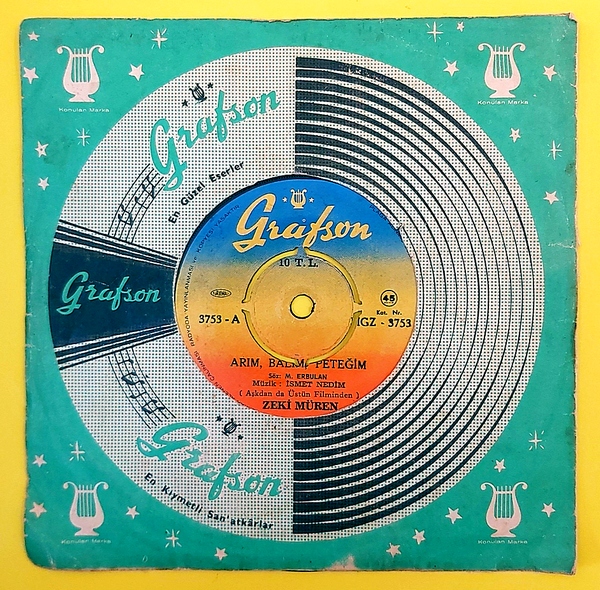 Konulan Marka
Konulan Marka
Grafson
En Güzel Eserler
Grafson
Grafson
10 T.L.
45
3753 - A
Kat. Nr.
IGZ - 3753
ARIM, BALIM, PETEĞİM
Söz: M. ERBULAN
Müzik : İSMET NEDİM
( Aşkdan da Üstün Filminden )
ZEKİ MÜREN
Grafson
En Kıymetli San'atkârlar
Konulan Marka
Konulan Marka